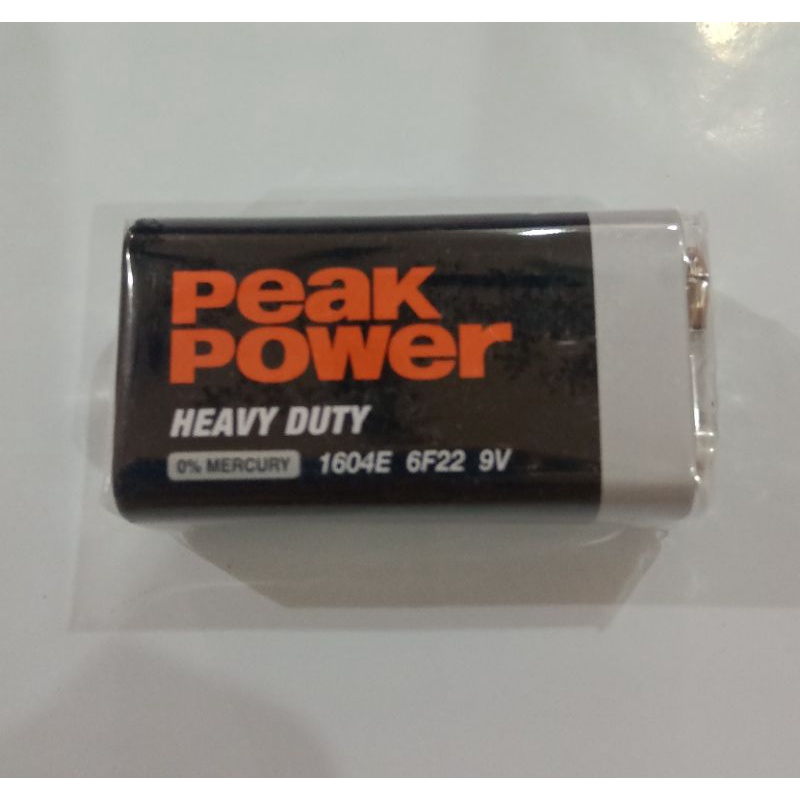 Peak
Power
HEAVY DUTY
0% MERCURY 1604E 6F22 9V